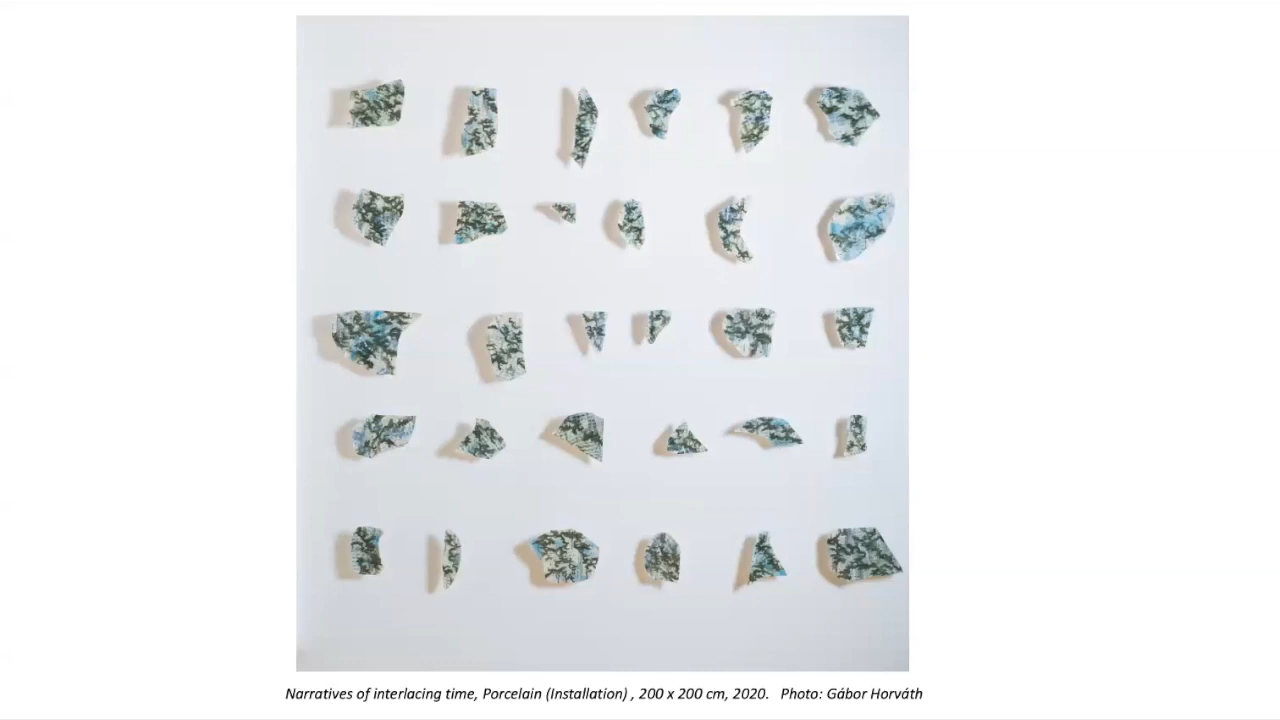 Narratives of interlacing time, Porcelain (Installation) , 200 x 200 cm, 2020.   Photo: Gábor Horváth